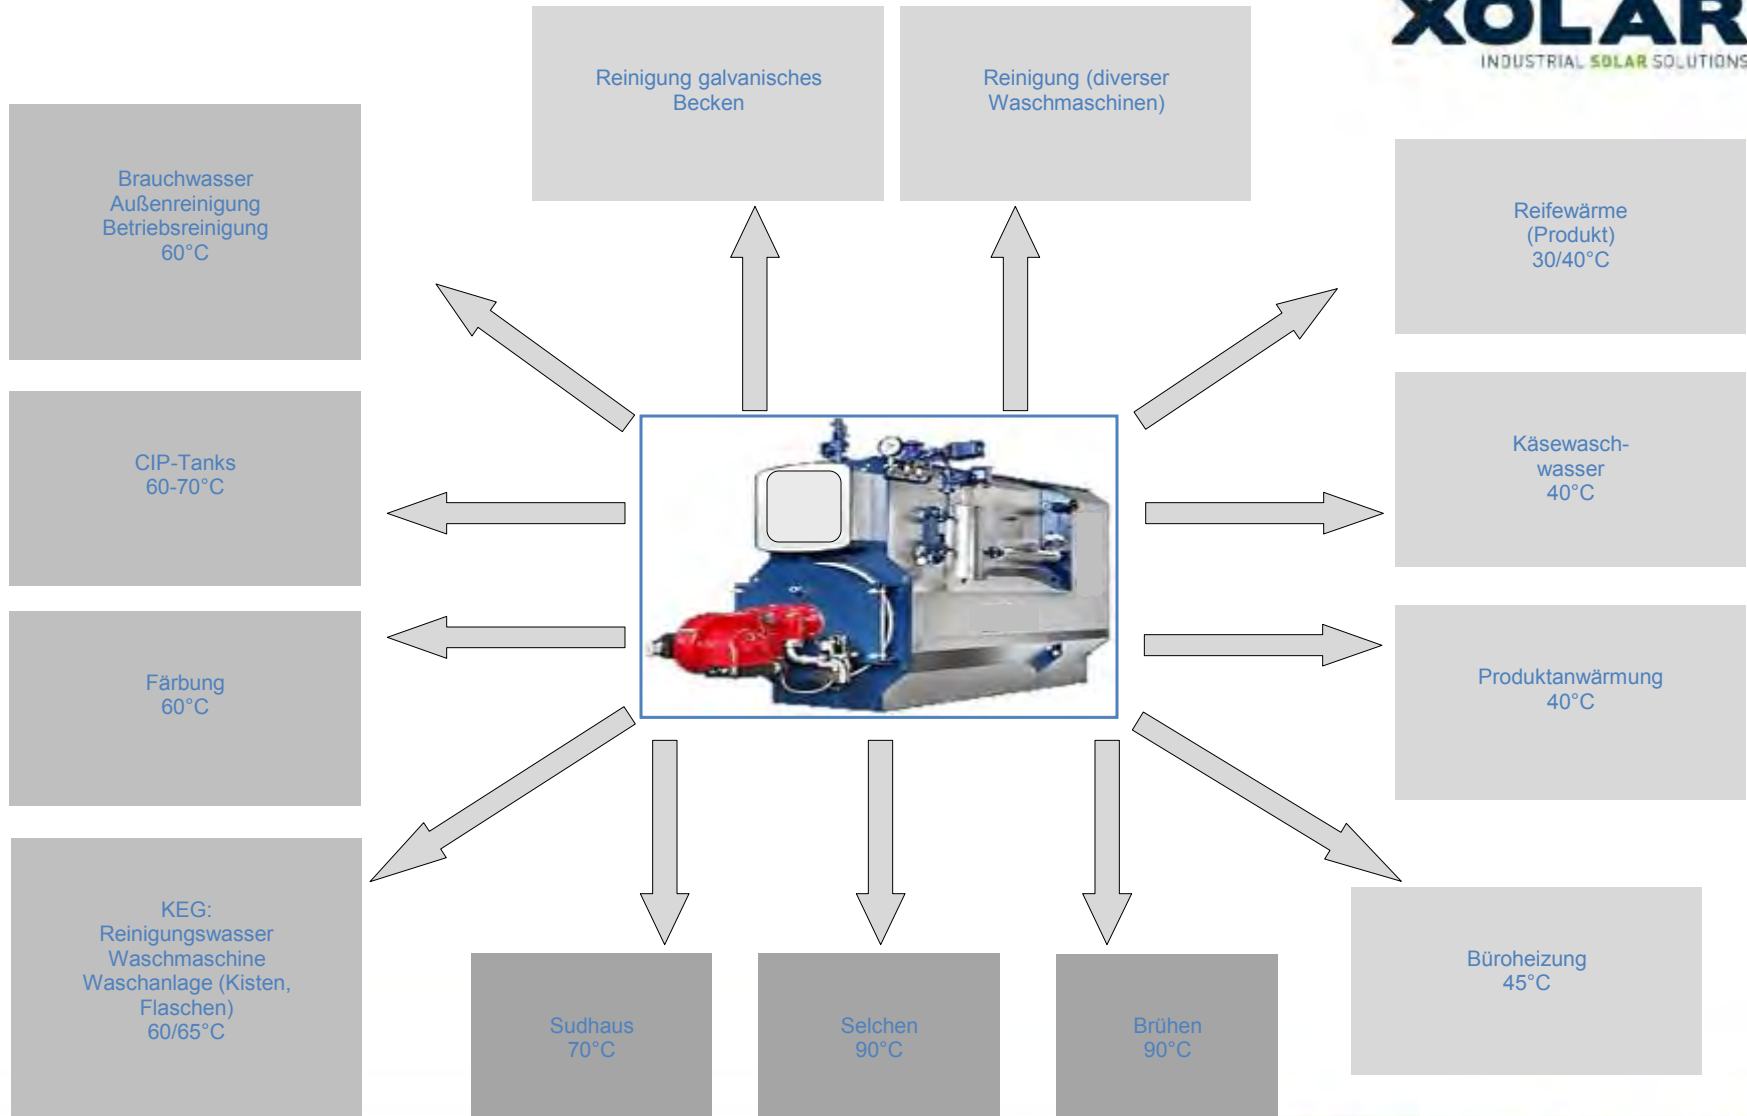 XOLAR
INDUSTRIAL SOLAR SOLUTIONS
Reinigung galvanisches
Becken
Reinigung (diverser
Waschmaschinen)
Brauchwasser
Außenreinigung
Betriebsreinigung
60°C
Reifewärme
(Produkt)
30/40°C
CIP-Tanks
60-70°C
Käsewasch-
wasser
40°C
Färbung
60°C
Produktanwärmung
40°C
KEG:
Reinigungswasser
Waschmaschine
Waschanlage (Kisten,
Flaschen)
60/65°C
Sudhaus
70°C
Selchen
90°C
Brühen
90°C
Büroheizung
45°C